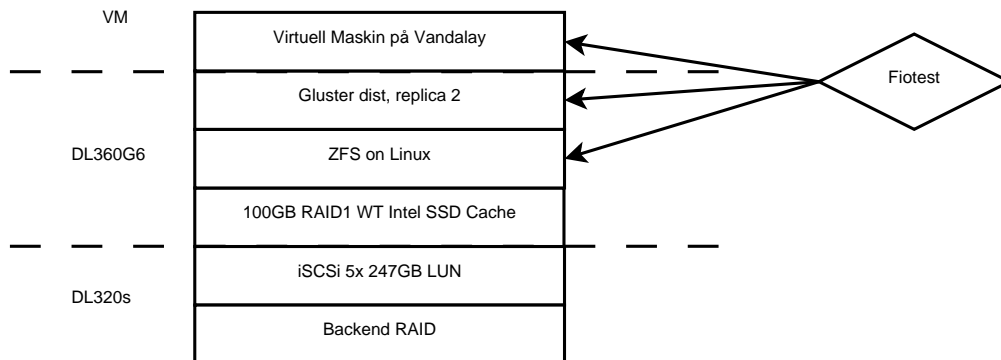 VM
Virtuell Maskin på Vandalay
Gluster dist, replica 2
Fiotest
DL360G6
ZFS on Linux
100GB RAID1 WT Intel SSD Cache
iSCSi 5x 247GB LUN
DL320s
Backend RAID